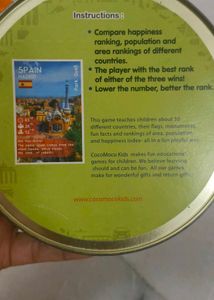 Instructions :
• Compare happiness
ranking, population and
area rankings of different
countries.
• The player with the best rank
of either of the three wins!
• Lower the number, better the rank.
SPAIN
MADRID
Park Guell
This game teaches children about 30
different countries, their flags, monuments,
fun facts and rankings of area, population
and happiness index- all in a fun playful way.
CocoMoco Kids makes fun educational
games for children. We believe learning
should and can be fun. All our games
make for wonderful gifts and return gifts.
www.cocomocokids.com